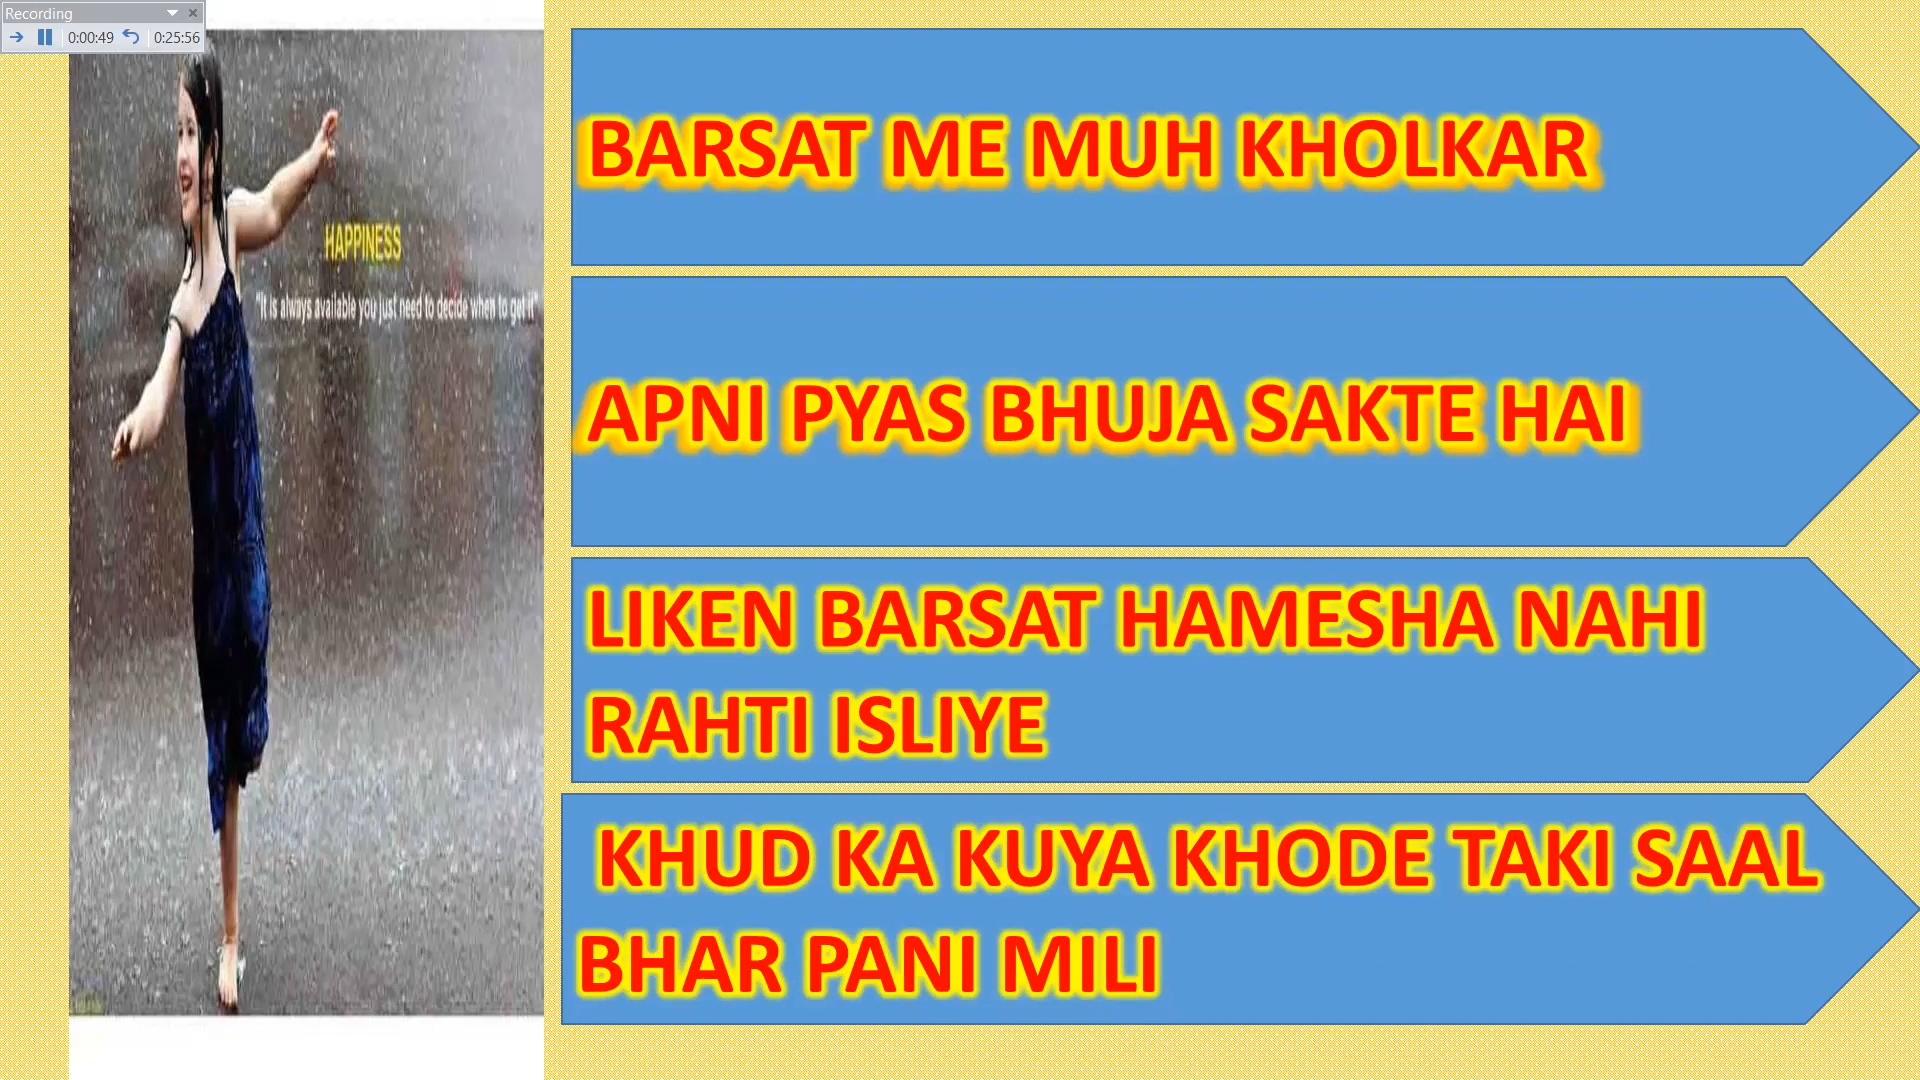 Recording
0:00:49 0:25:56
HAPPINESS
"It is always available you just need to decide when to get it"
BARSAT ME MUH KHOLKAR
APNI PYAS BHUJA SAKTE HAI
LIKEN BARSAT HAMESHA NAHI
RAHTI ISLIYE
KHUD KA KUYA KHODE TAKI SAAL
BHAR PANI MILI